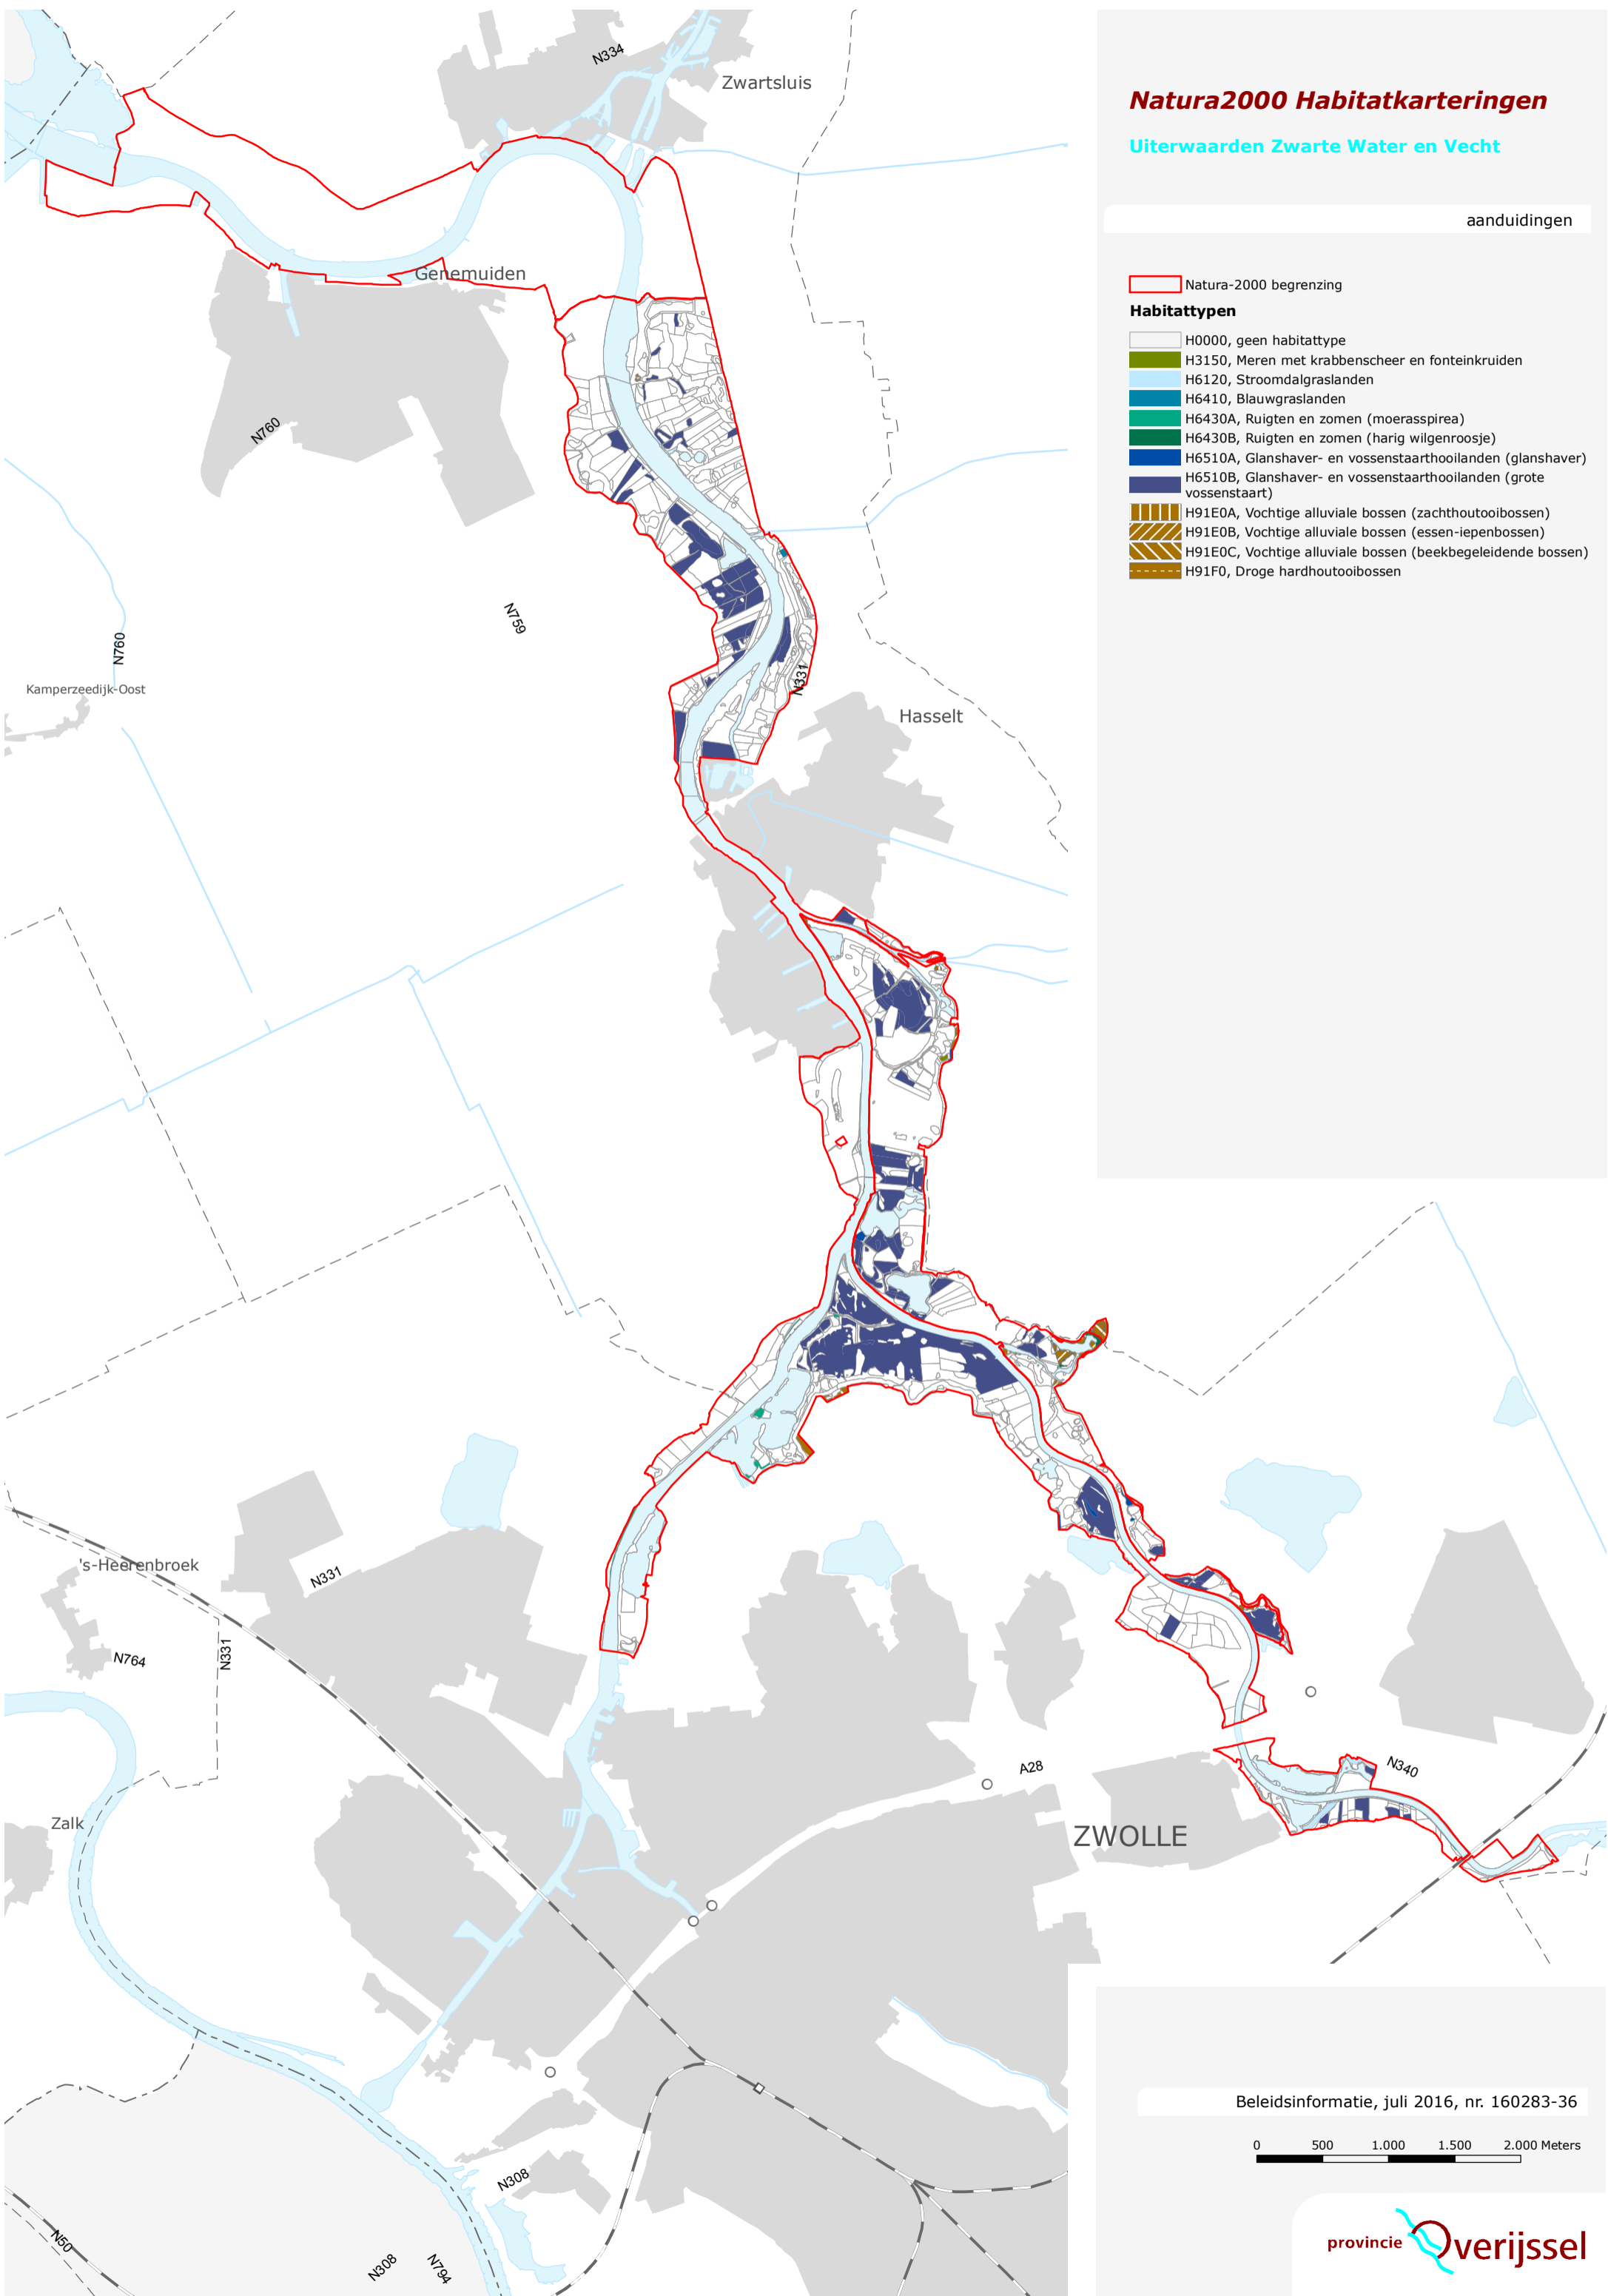 Natura2000 Habitatkarteringen
Uiterwaarden Zwarte Water en Vecht
aanduidingen
Natura-2000 begrenzing
Habitattypen
H0000, geen habitattype
H3150, Meren met krabbenscheer en fonteinkruiden
H6120, Stroomdalgraslanden
H6410, Blauwgraslanden
H6430A, Ruigten en zomen (moerasspirea)
H6430B, Ruigten en zomen (harig wilgenroosje)
H6510A, Glanshaver- en vossenstaarthooilanden (glanshaver)
H6510B, Glanshaver- en vossenstaarthooilanden (grote
vossenstaart)
H91E0A, Vochtige alluviale bossen (zachthoutooibossen)
H91E0B, Vochtige alluviale bossen (essen-iepenbossen)
H91E0C, Vochtige alluviale bossen (beekbegeleidende bossen)
H91F0, Droge hardhoutooibossen
N334
Zwartsluis
Genemuiden
N760
N759
N760
Kamperzeedijk-Oost
N331
Hasselt
's-Heerenbroek
N331
N764
N331
A28
N340
Zalk
ZWOLLE
N308
N50
N308
N794
Beleidsinformatie, juli 2016, nr. 160283-36
0 500 1.000 1.500 2.000 Meters
provincie Overijssel